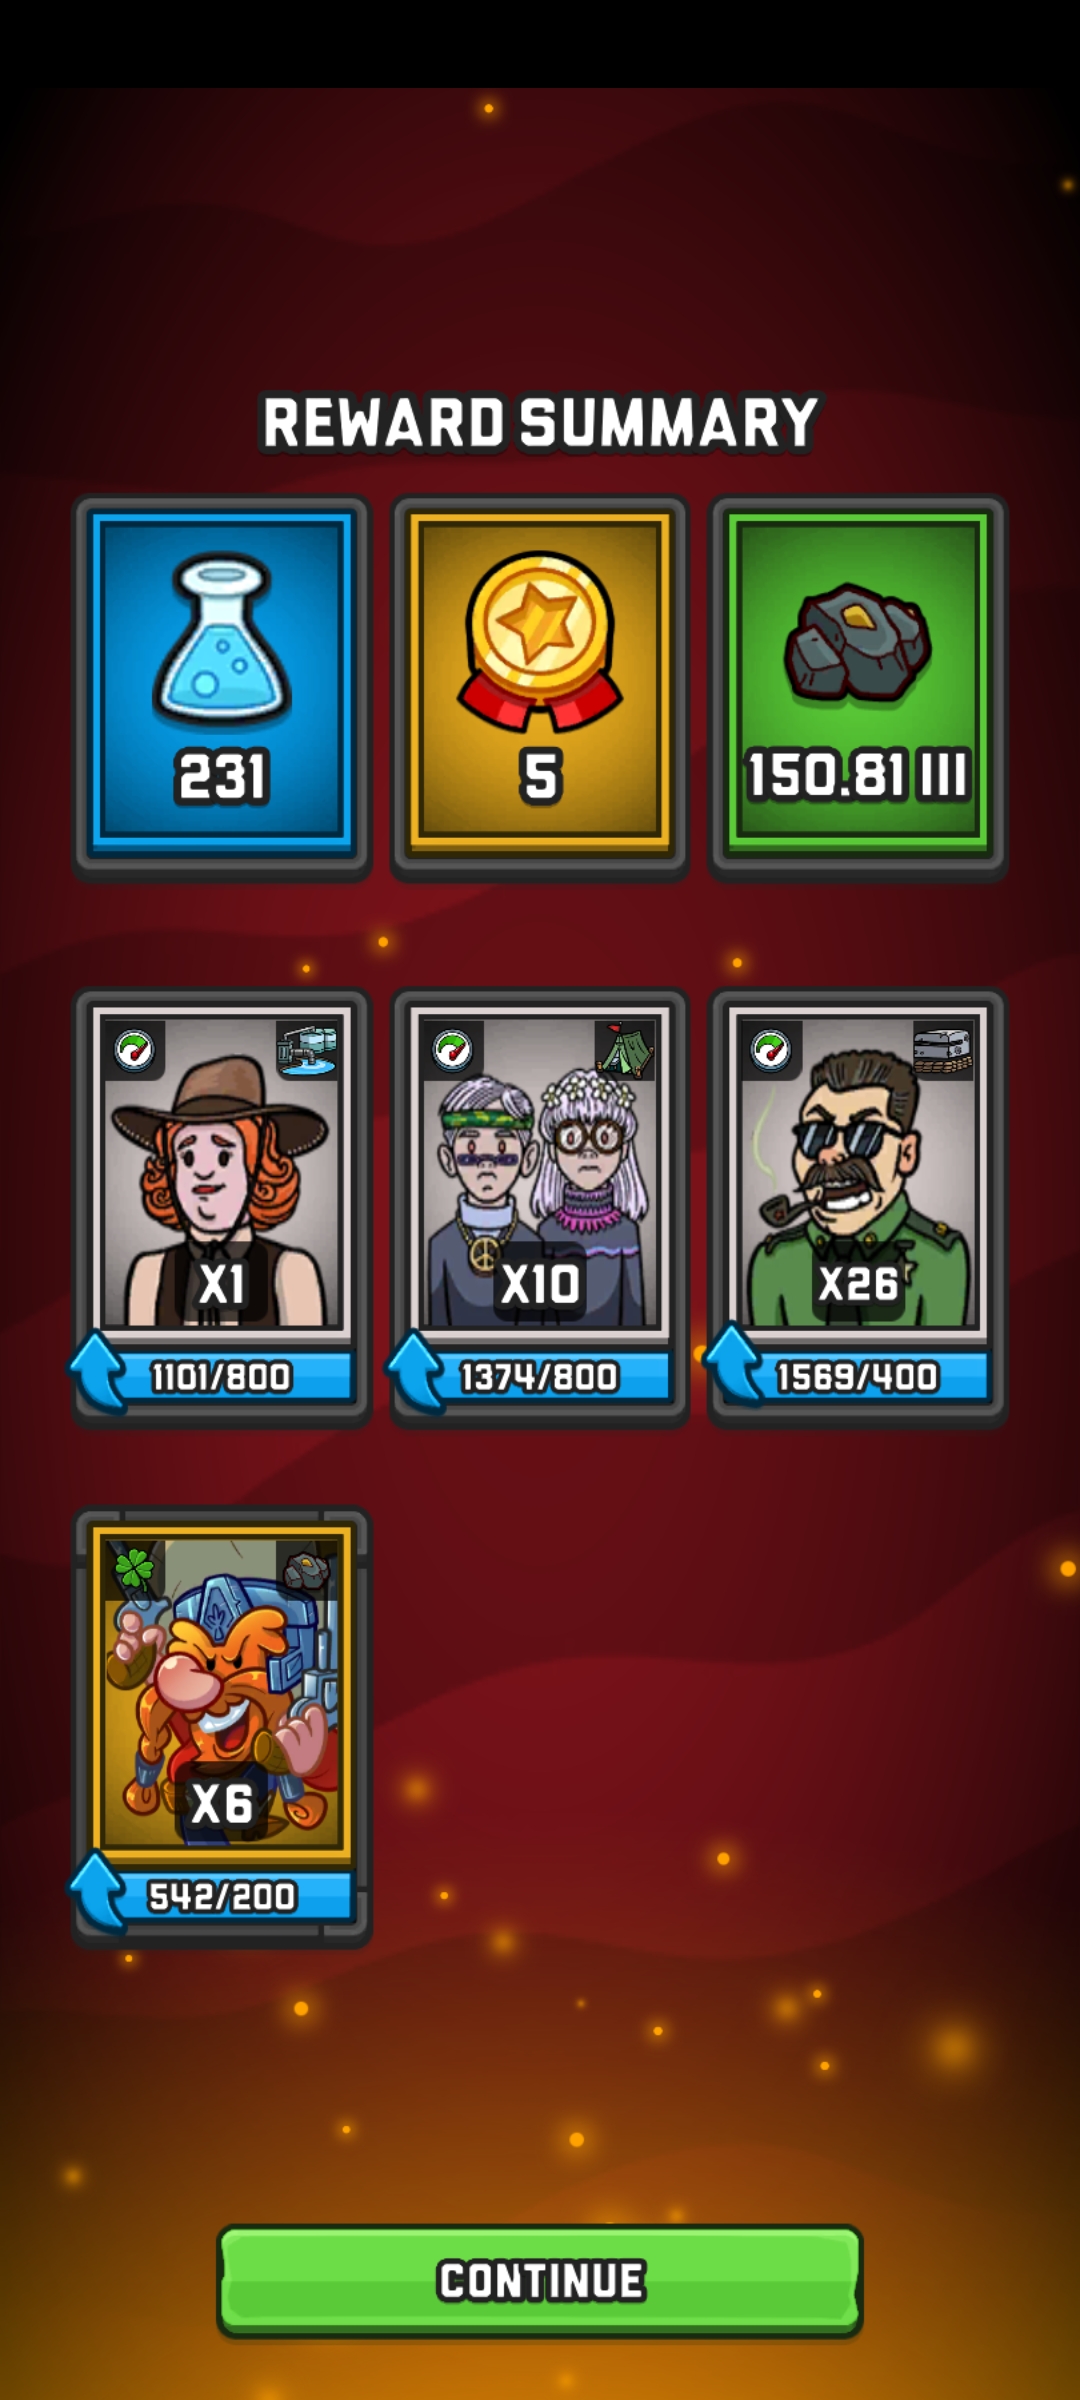 REWARD SUMMARY
231
5
150.81 III
X1
X10
X26
1101/800
1374/800
1569/400
X6
542/200
CONTINUE